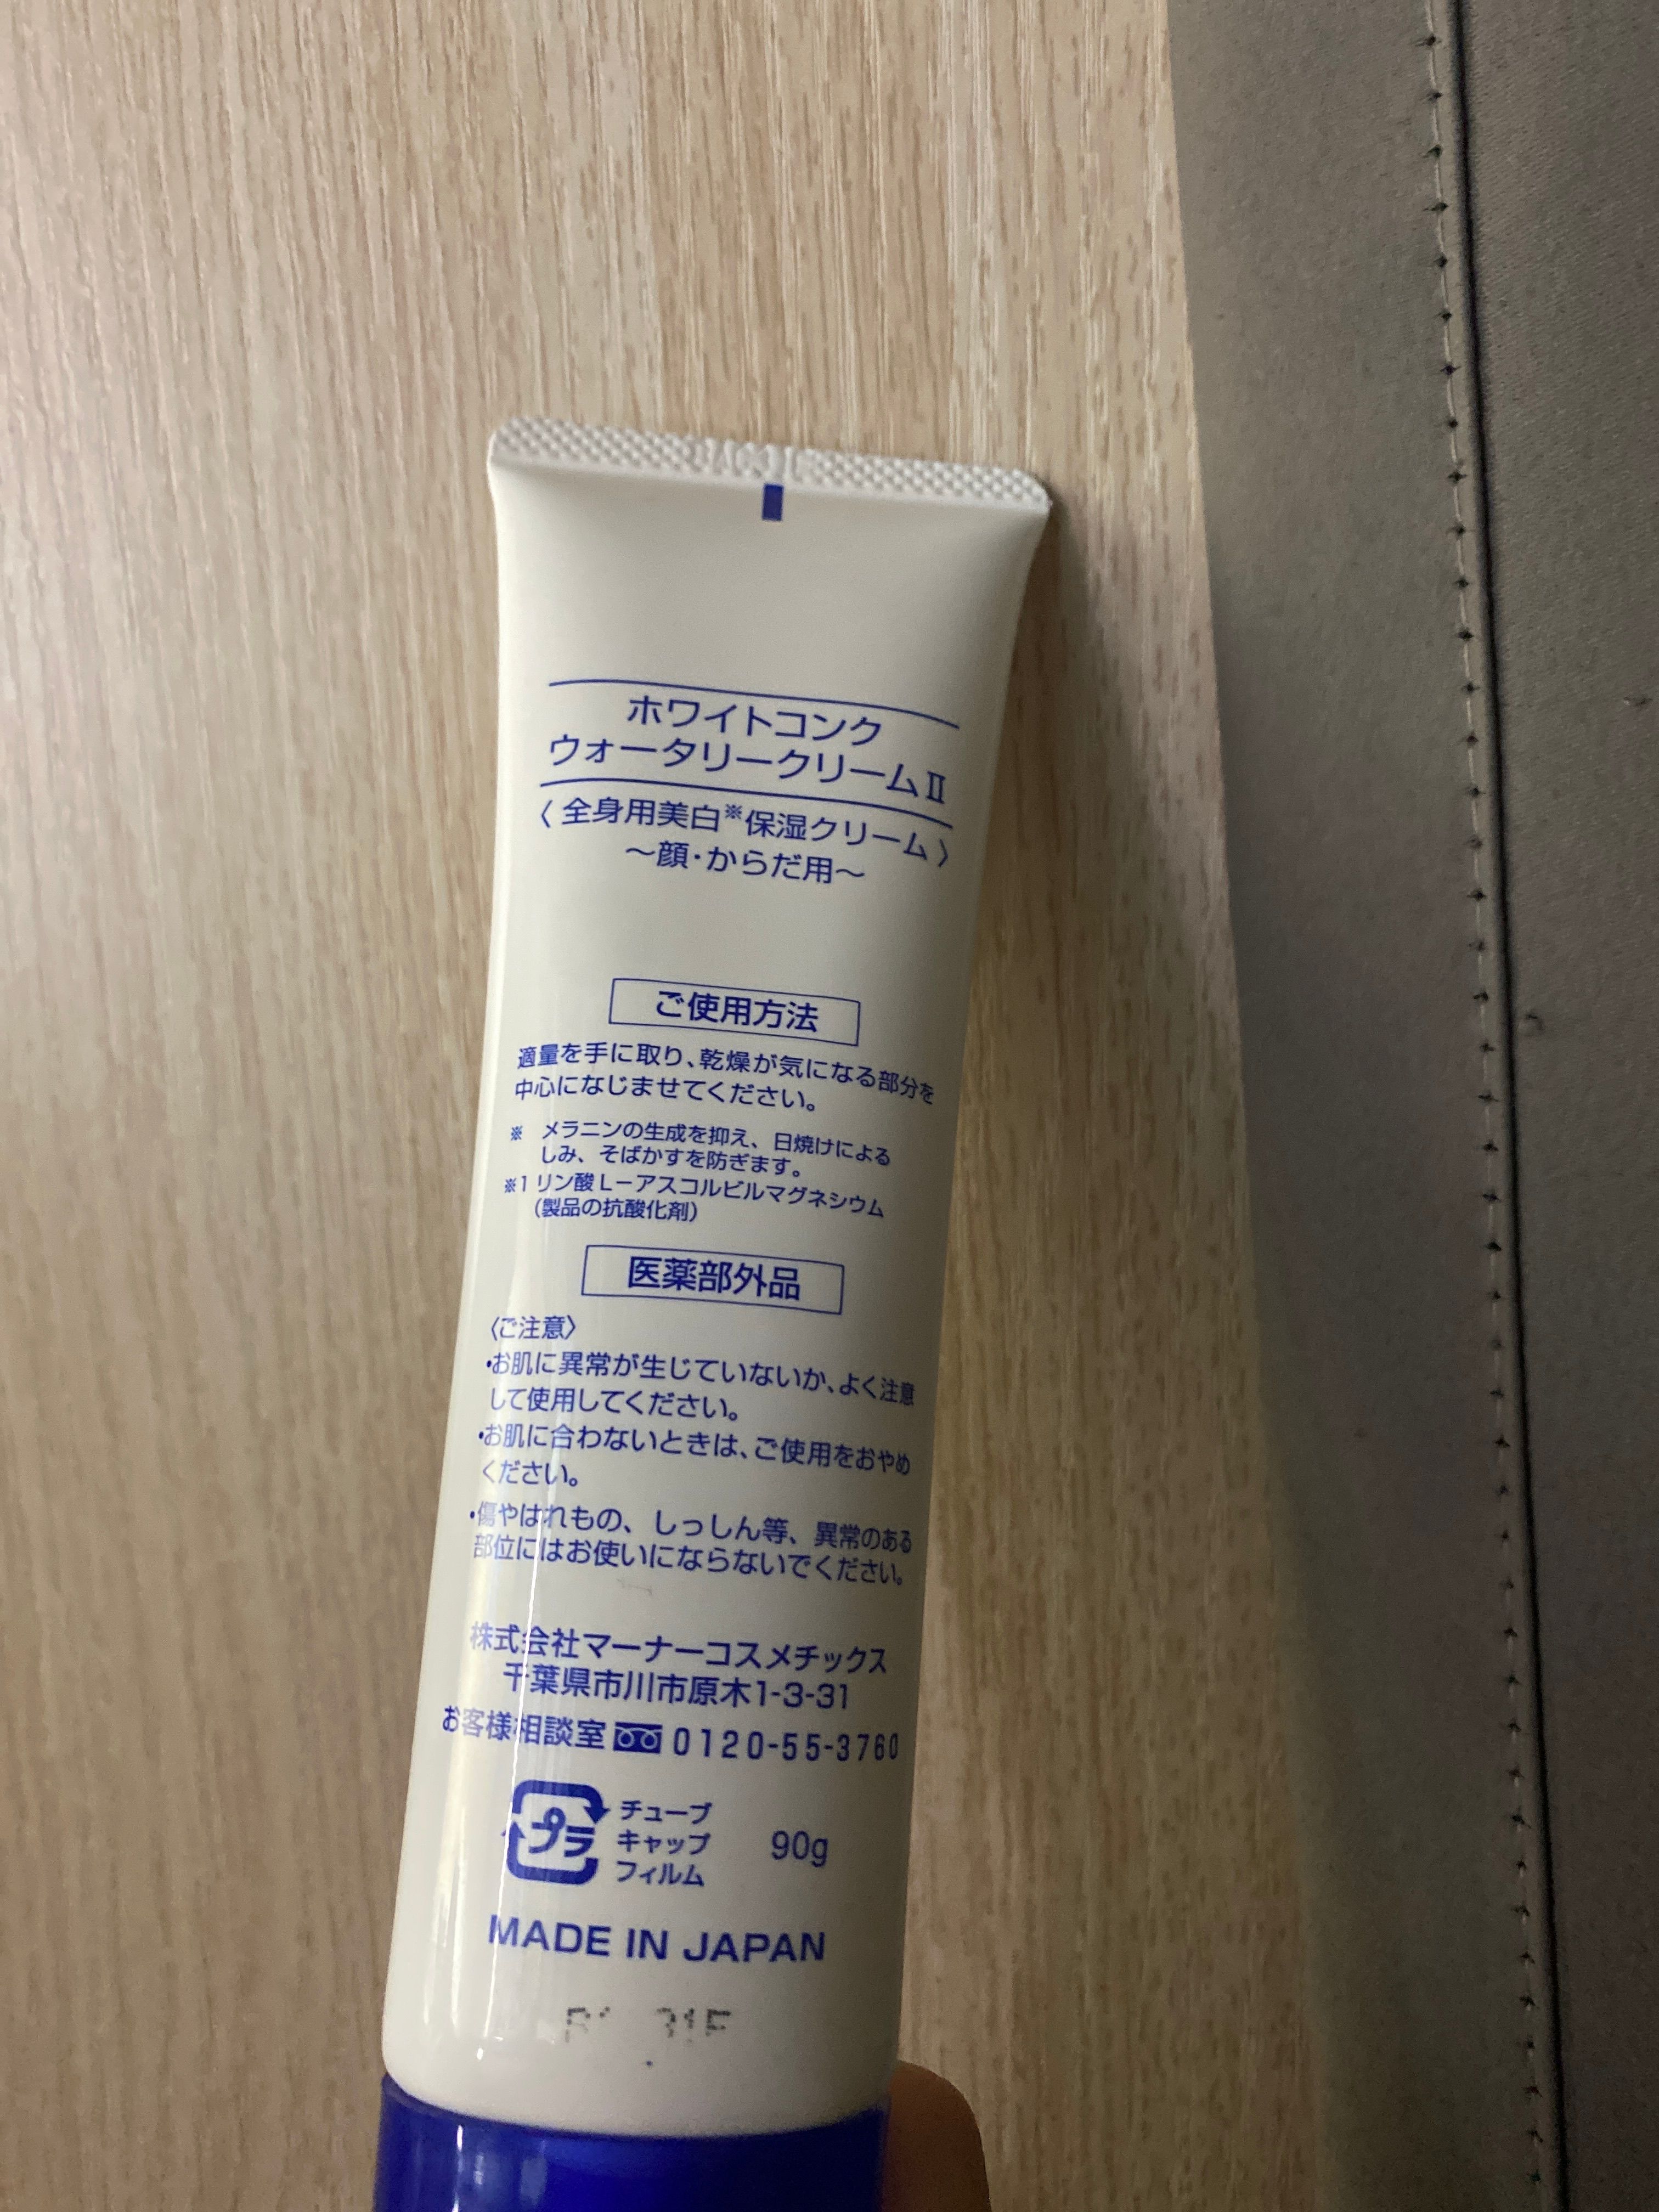 ホワイトコンク
ウォータリークリームⅡ
〈全身用美白※保湿クリーム〉
～顔・からだ用～
ご使用方法
適量を手に取り、乾燥が気になる部分を
中心になじませてください。
※ メラニンの生成を抑え、日焼けによる
しみ、そばかすを防ぎます。
※1 リン酸L－アスコルビルマグネシウム
（製品の抗酸化剤）
医薬部外品
〈ご注意〉
・お肌に異常が生じていないか、よく注意
して使用してください。
・お肌に合わないときは、ご使用をおやめ
ください。
・傷やはれもの、しっしん等、異常のある
部位にはお使いにならないでください。
株式会社マーナーコスメチックス
千葉県市川市原木1-3-31
お客様相談室 0120-55-3760
プラ
チューブ
キャップ
フィルム
90g
MADE IN JAPAN